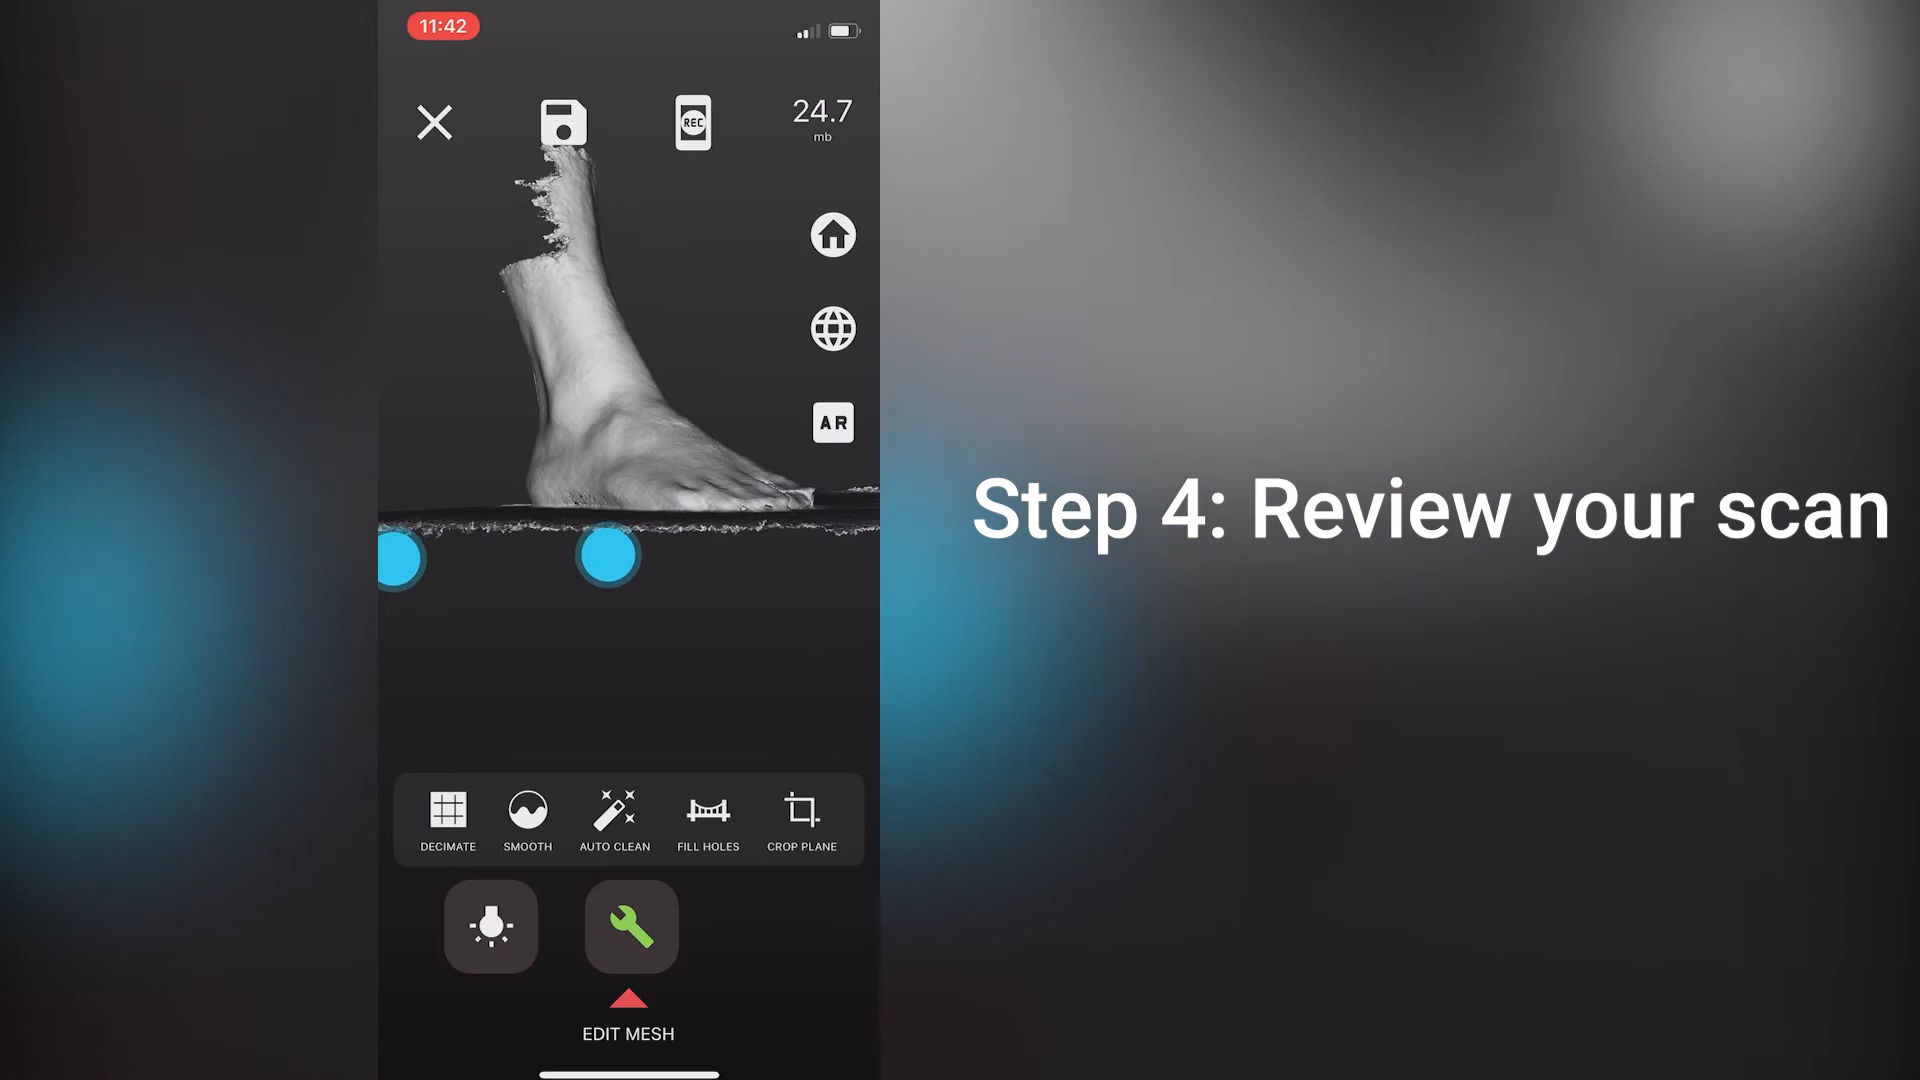 11:42
REC
24.7
mb
AR
Step 4: Review your scan
DECIMATE
SMOOTH
AUTO CLEAN
FILL HOLES
CROP PLANE
EDIT MESH